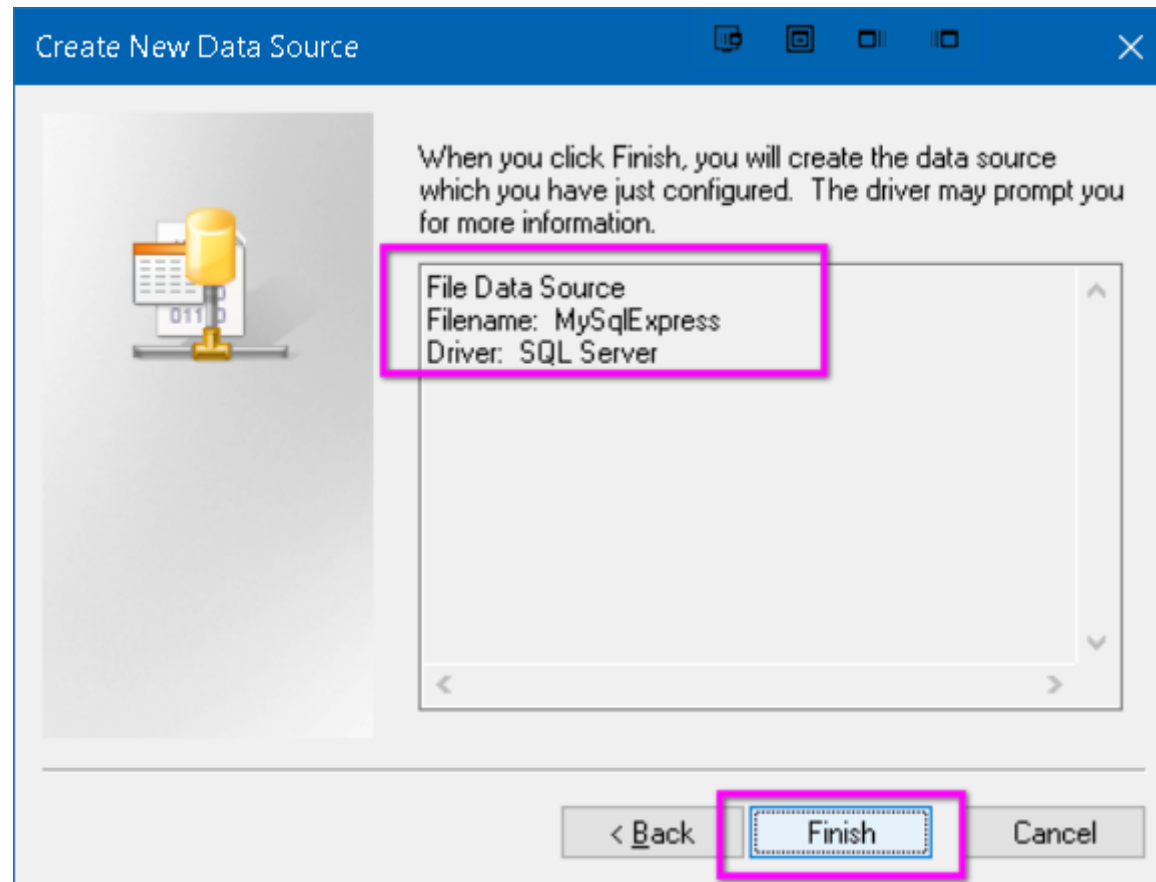 Create New Data Source
When you click Finish, you will create the data source
which you have just configured.  The driver may prompt you
for more information.
File Data Source
Filename:  MySqlExpress
Driver:  SQL Server
< Back
Finish
Cancel